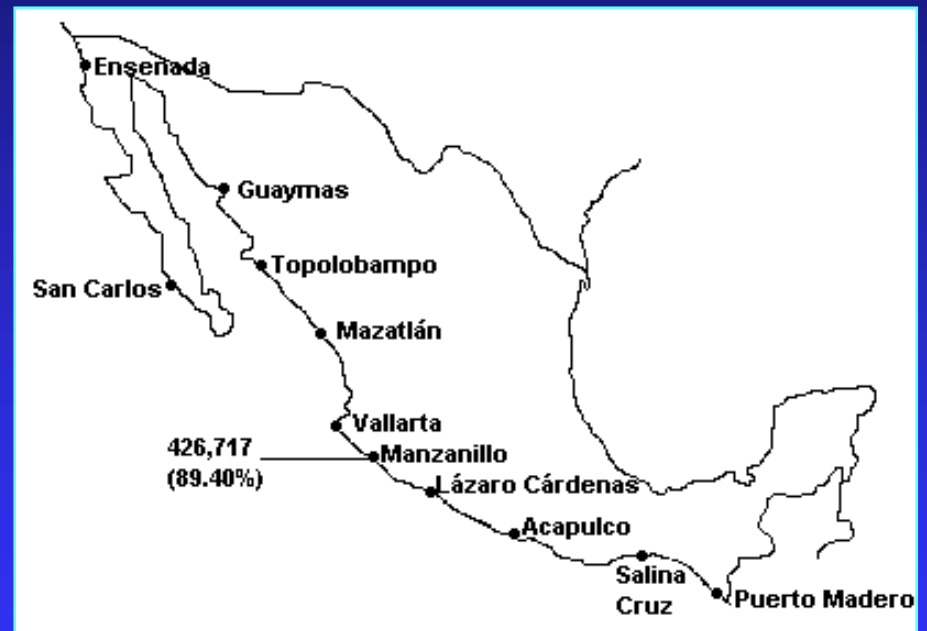 Ensenada
Guaymas
Topolobampo
San Carlos
Mazatlán
Vallarta
426,717
(89.40%)
Manzanillo
Lázaro Cárdenas
Acapulco
Salina
Cruz
Puerto Madero